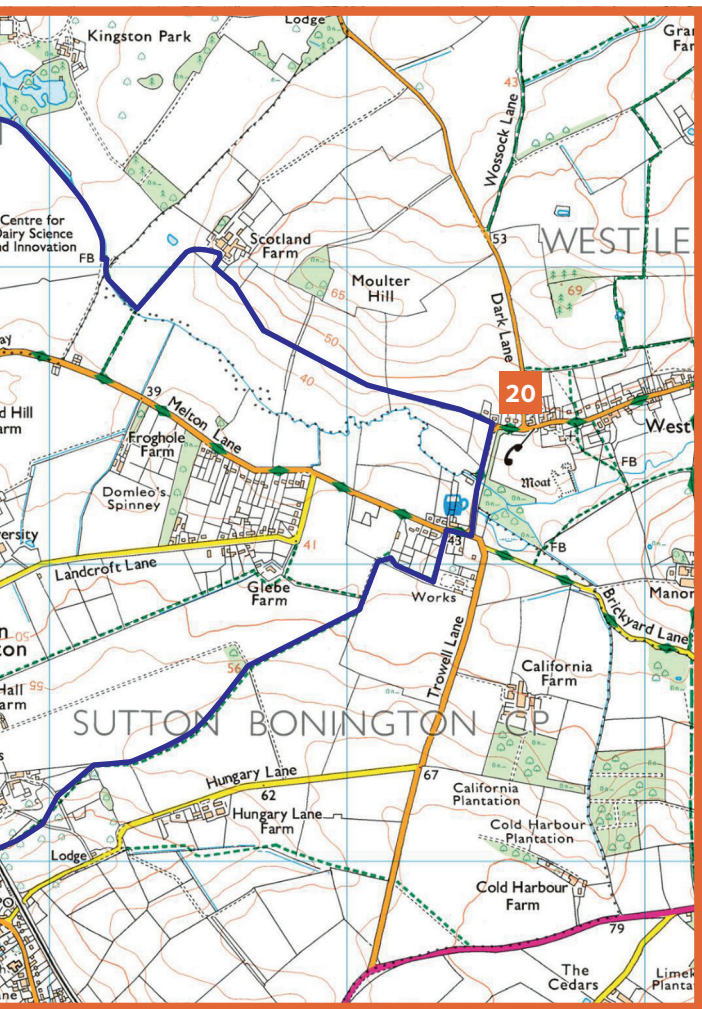 Lodge
Kingston Park
43
Wossock Lane
Centre for
Dairy Science
nd Innovation
FB
Scotland
Farm
53
WEST LE
Moulter
Hill
65
69
50
Dark Lane
40
20
39
Melton Lane
d Hill
arm
Froghole
Farm
West
FB
Moat
Domleo's
Spinney
ersity
41
43
FB
Landcroft Lane
Glebe
Farm
Works
Manor
Brickyard Lane
50
Trowell Lane
56
55
Hall
arm
California
Farm
SUTTON BONINGTON CP
Hungary Lane
67
62
California
Plantation
Hungary Lane
Farm
Cold Harbour
Plantation
Lodge
Cold Harbour
Farm
79
The
Cedars
Limek
Planta